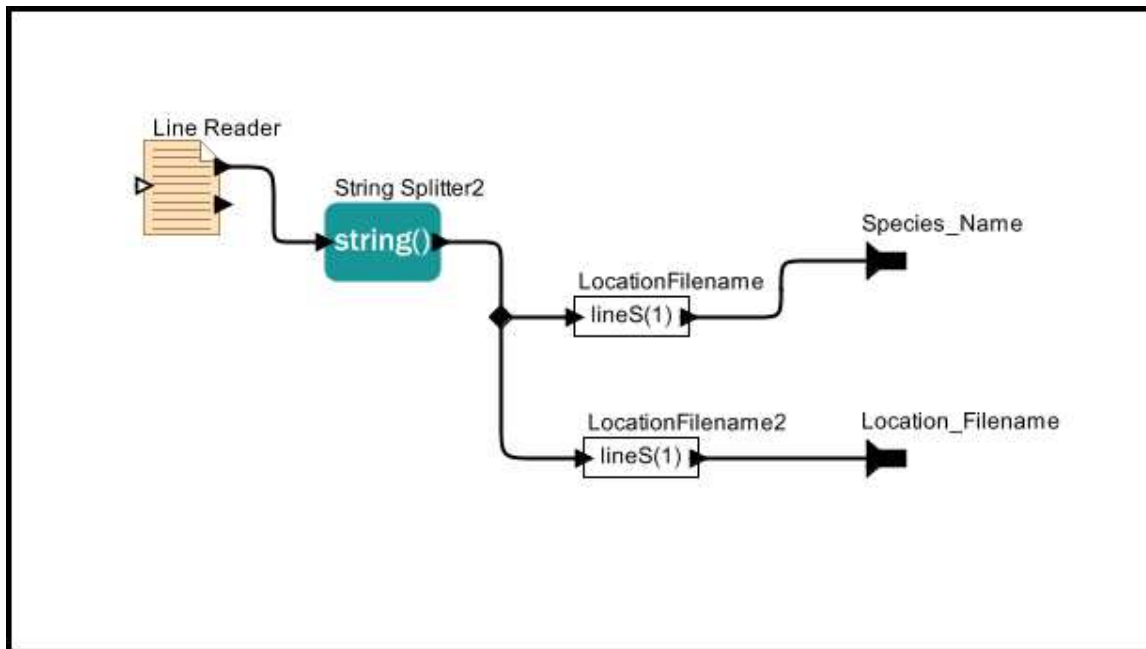 Line Reader
String Splitter2
string()
Species_Name
LocationFilename
lineS(1)
LocationFilename2
Location_Filename
lineS(1)